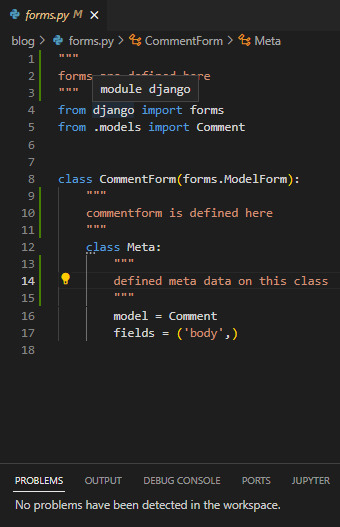 forms.py M ×
blog > forms.py > CommentForm > Meta
1 """
2 forms are defined here
module django
3 """
4 from django import forms
5 from .models import Comment
6
7
8 class CommentForm(forms.ModelForm):
9 """
10 commentform is defined here
11 """
12 class Meta:
13 """
14 defined meta data on this class
15 """
16 model = Comment
17 fields = ('body',)
18
PROBLEMS OUTPUT DEBUG CONSOLE PORTS JUPYTER
No problems have been detected in the workspace.